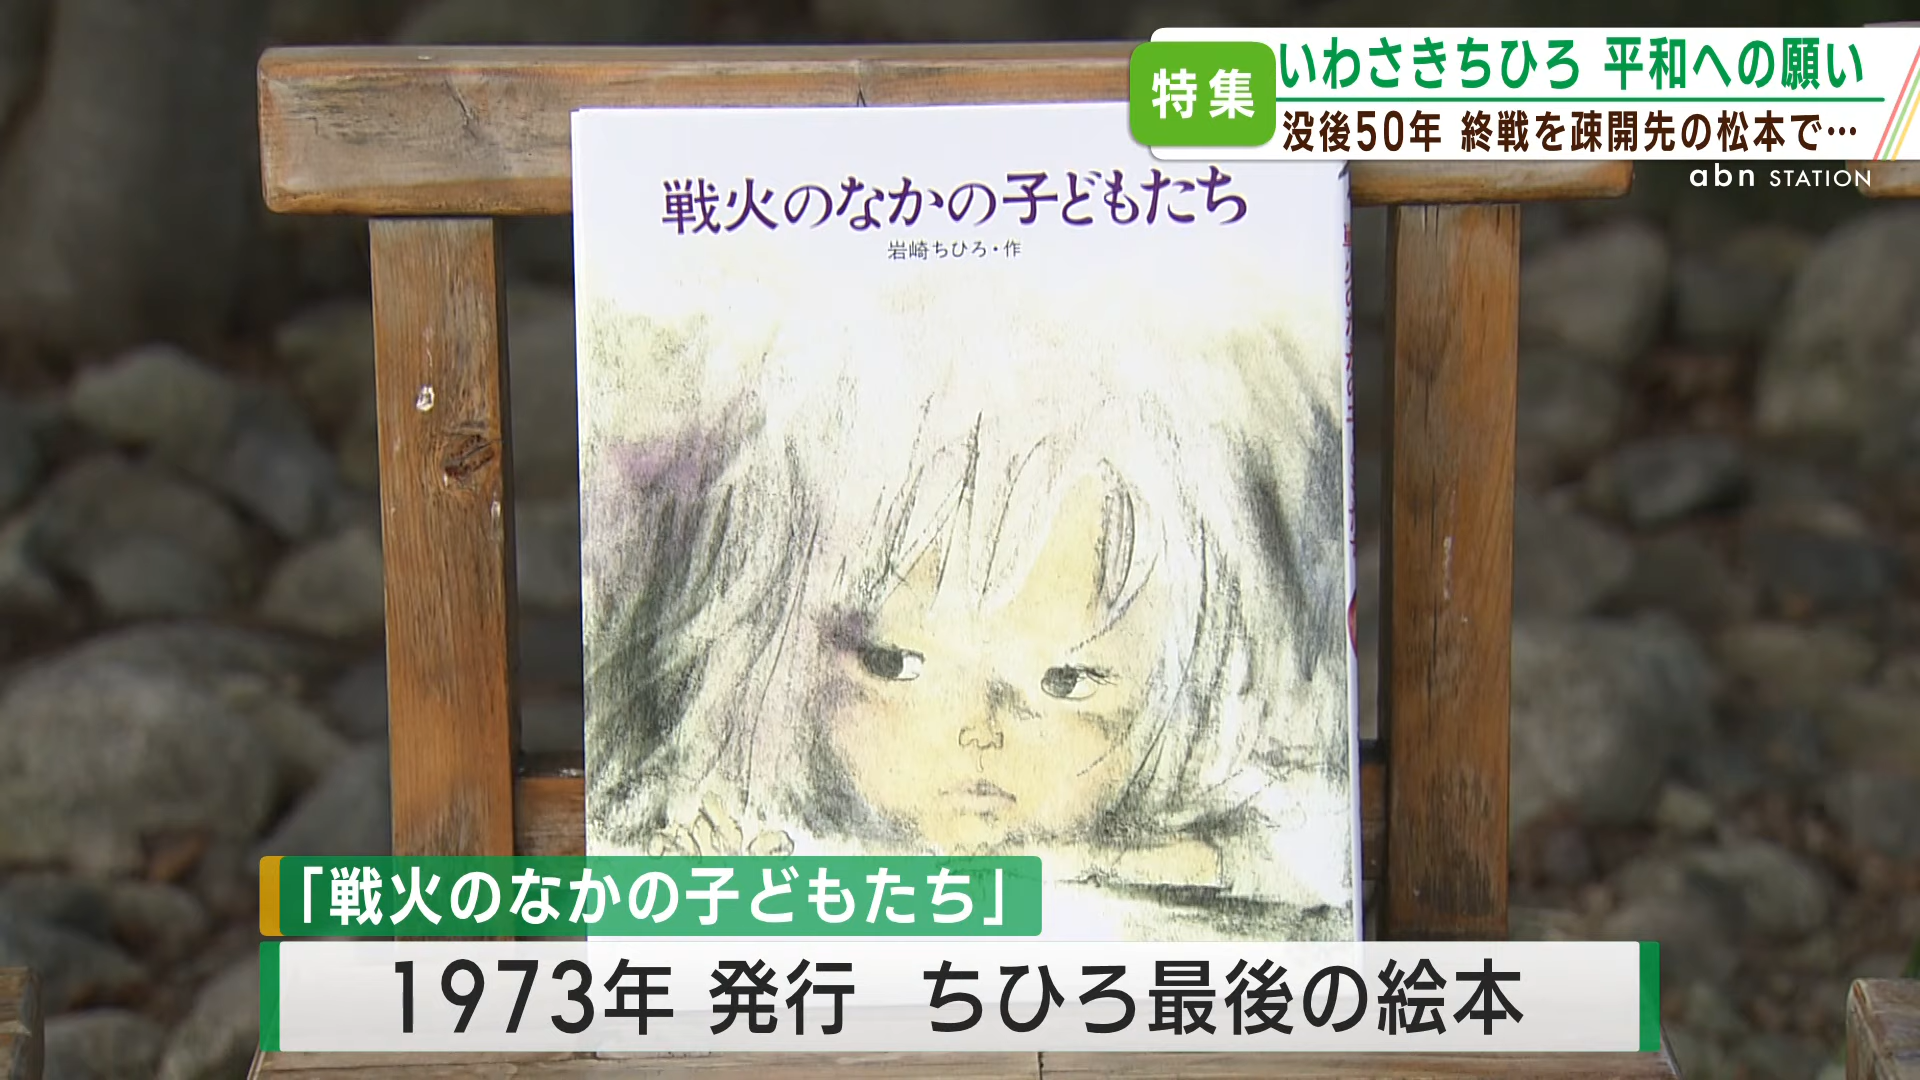 特集
いわさきちひろ 平和への願い
没後50年 終戦を疎開先の松本で…
abn STATION
戦火のなかの子どもたち
岩崎ちひろ・作
「戦火のなかの子どもたち」
1973年 発行 ちひろ最後の絵本